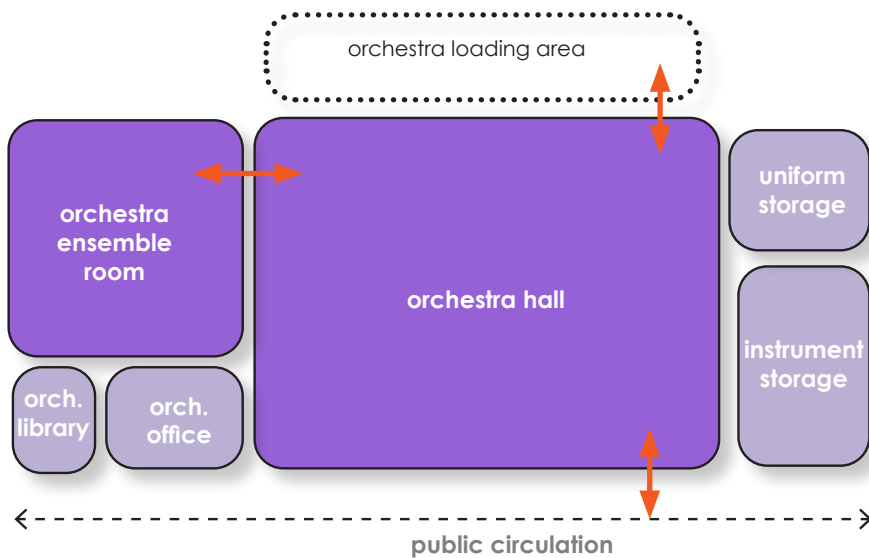 orchestra loading area
orchestra
ensemble
room
orchestra hall
uniform
storage
instrument
storage
orch.
library
orch.
office
public circulation